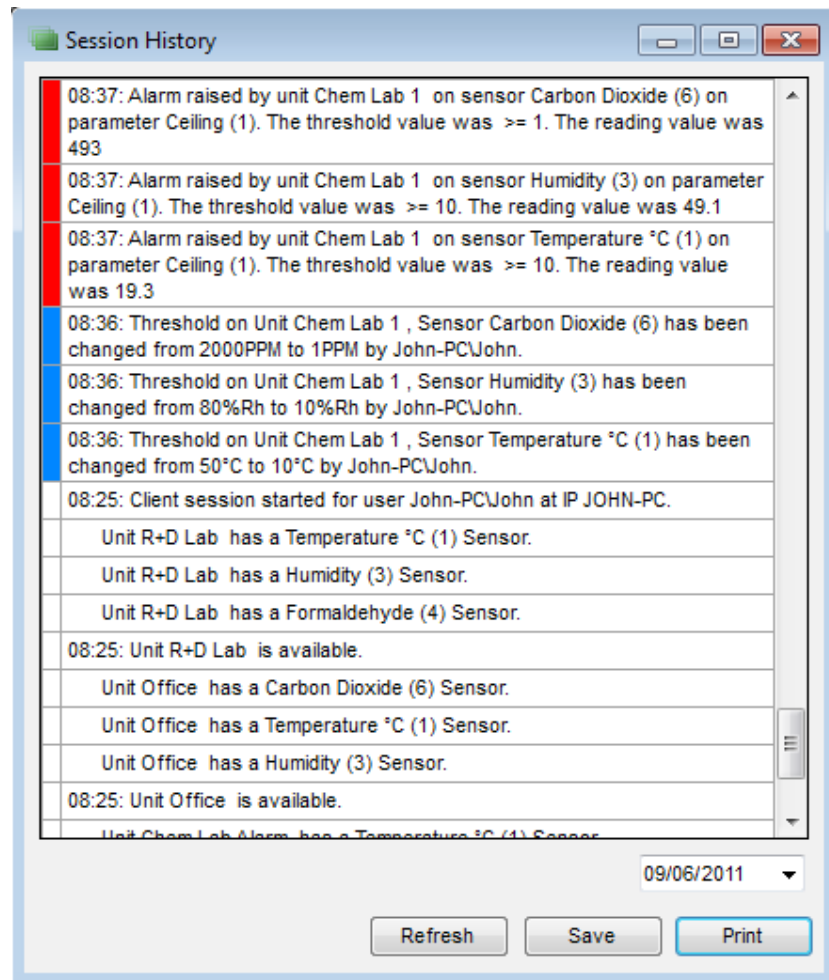 Session History
08:37: Alarm raised by unit Chem Lab 1 on sensor Carbon Dioxide (6) on
parameter Ceiling (1). The threshold value was >= 1. The reading value was
493
08:37: Alarm raised by unit Chem Lab 1 on sensor Humidity (3) on parameter
Ceiling (1). The threshold value was >= 10. The reading value was 49.1
08:37: Alarm raised by unit Chem Lab 1 on sensor Temperature °C (1) on
parameter Ceiling (1). The threshold value was >= 10. The reading value
was 19.3
08:36: Threshold on Unit Chem Lab 1 , Sensor Carbon Dioxide (6) has been
changed from 2000PPM to 1PPM by John-PC\John.
08:36: Threshold on Unit Chem Lab 1 , Sensor Humidity (3) has been
changed from 80%Rh to 10%Rh by John-PC\John.
08:36: Threshold on Unit Chem Lab 1 , Sensor Temperature °C (1) has been
changed from 50°C to 10°C by John-PC\John.
08:25: Client session started for user John-PC\John at IP JOHN-PC.
Unit R+D Lab has a Temperature °C (1) Sensor.
Unit R+D Lab has a Humidity (3) Sensor.
Unit R+D Lab has a Formaldehyde (4) Sensor.
08:25: Unit R+D Lab is available.
Unit Office has a Carbon Dioxide (6) Sensor.
Unit Office has a Temperature °C (1) Sensor.
Unit Office has a Humidity (3) Sensor.
08:25: Unit Office is available.
Unit Chem Lab Alarm has a Temperature °C (1) Sensor
09/06/2011
Refresh Save Print